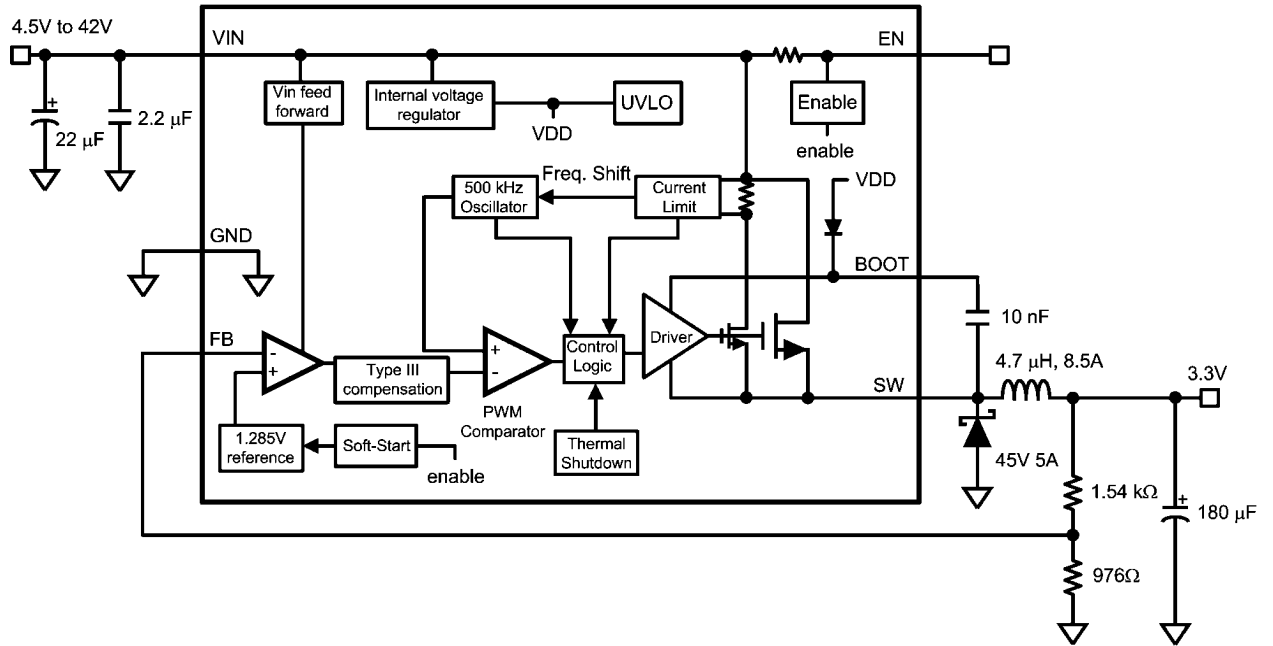 4.5V to 42V
VIN
EN
Vin feed
forward
Internal voltage
regulator
UVLO
Enable
+
22 μF
2.2 μF
VDD
enable
500 kHz
Oscillator
Freq. Shift
Current
Limit
VDD
GND
BOOT
FB
-
+
Type III
compensation
+
-
PWM
Comparator
Control
Logic
Driver
10 nF
4.7 μH, 8.5A
3.3V
SW
1.285V
reference
Soft-Start
enable
Thermal
Shutdown
45V 5A
1.54 kΩ
+
180 μF
976Ω